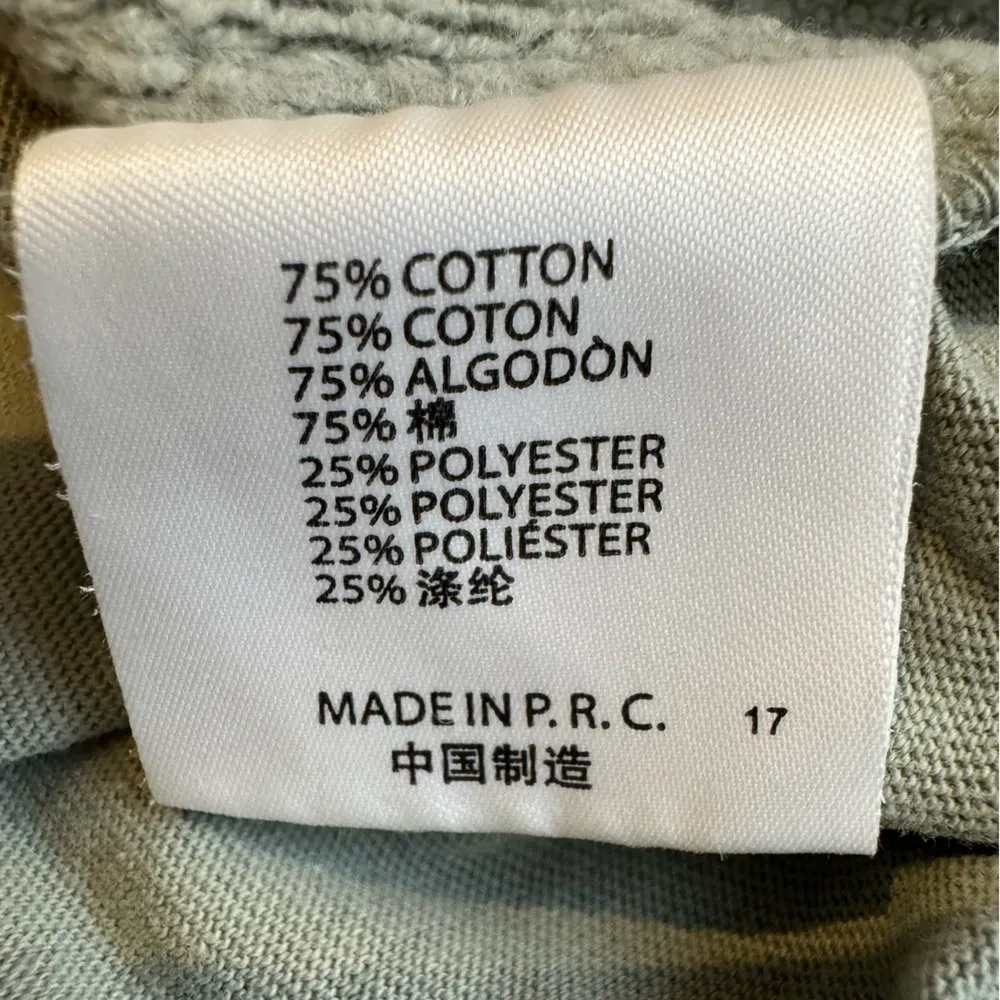 75% COTTON
75% COTON
75% ALGODÒN
75% 棉
25% POLYESTER
25% POLYESTER
25% POLIÉSTER
25% 涤纶
MADE IN P. R. C. 17
中国制造